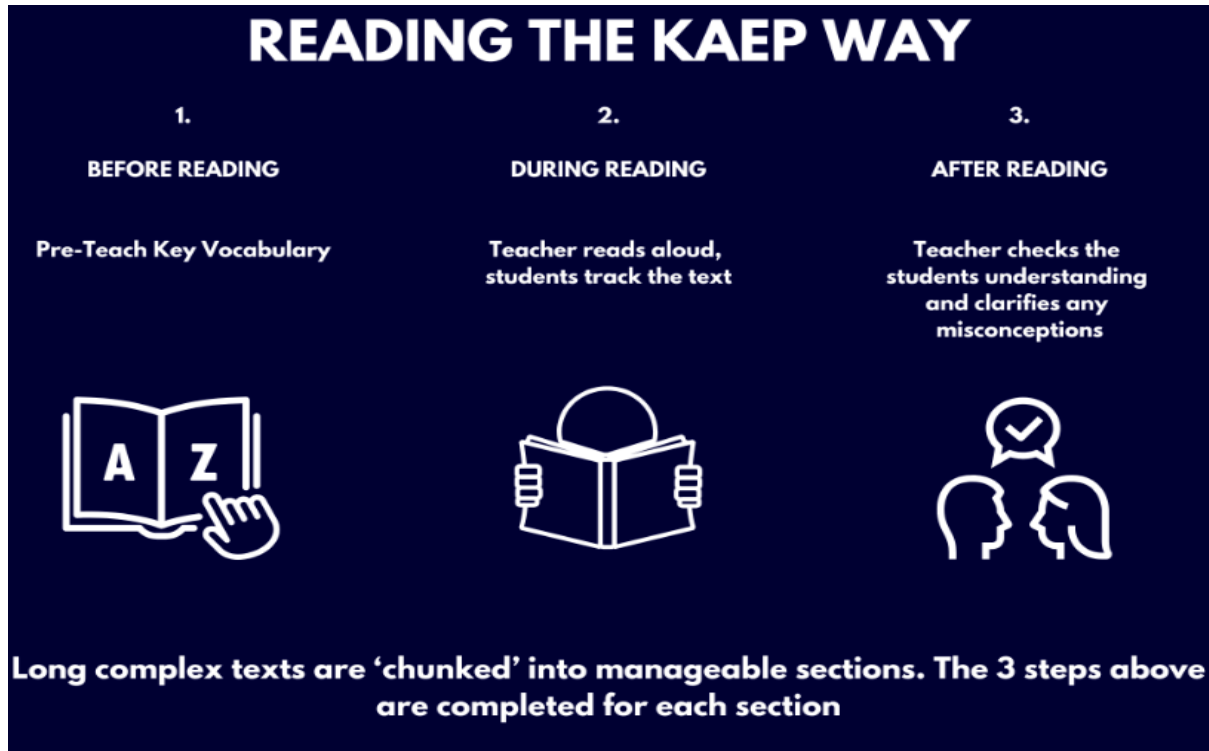 READING THE KAEP WAY
1.
BEFORE READING
Pre-Teach Key Vocabulary
A Z
2.
DURING READING
Teacher reads aloud,
students track the text
3.
AFTER READING
Teacher checks the
students understanding
and clarifies any
misconceptions
Long complex texts are ‘chunked’ into manageable sections. The 3 steps above
are completed for each section